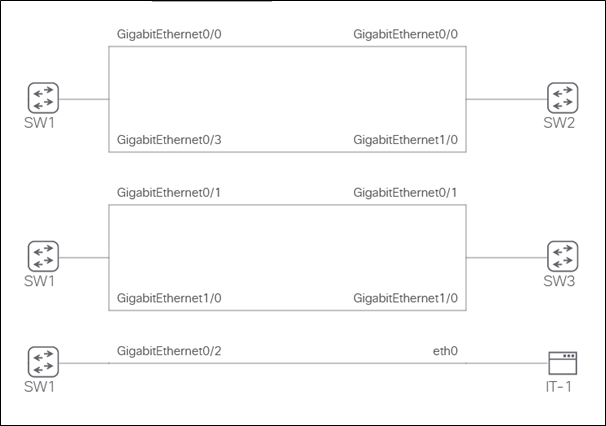 GigabitEthernet0/0 GigabitEthernet0/0
SW1 SW2
GigabitEthernet0/3 GigabitEthernet1/0
GigabitEthernet0/1 GigabitEthernet0/1
SW1 SW3
GigabitEthernet1/0 GigabitEthernet1/0
GigabitEthernet0/2 eth0
SW1 IT-1